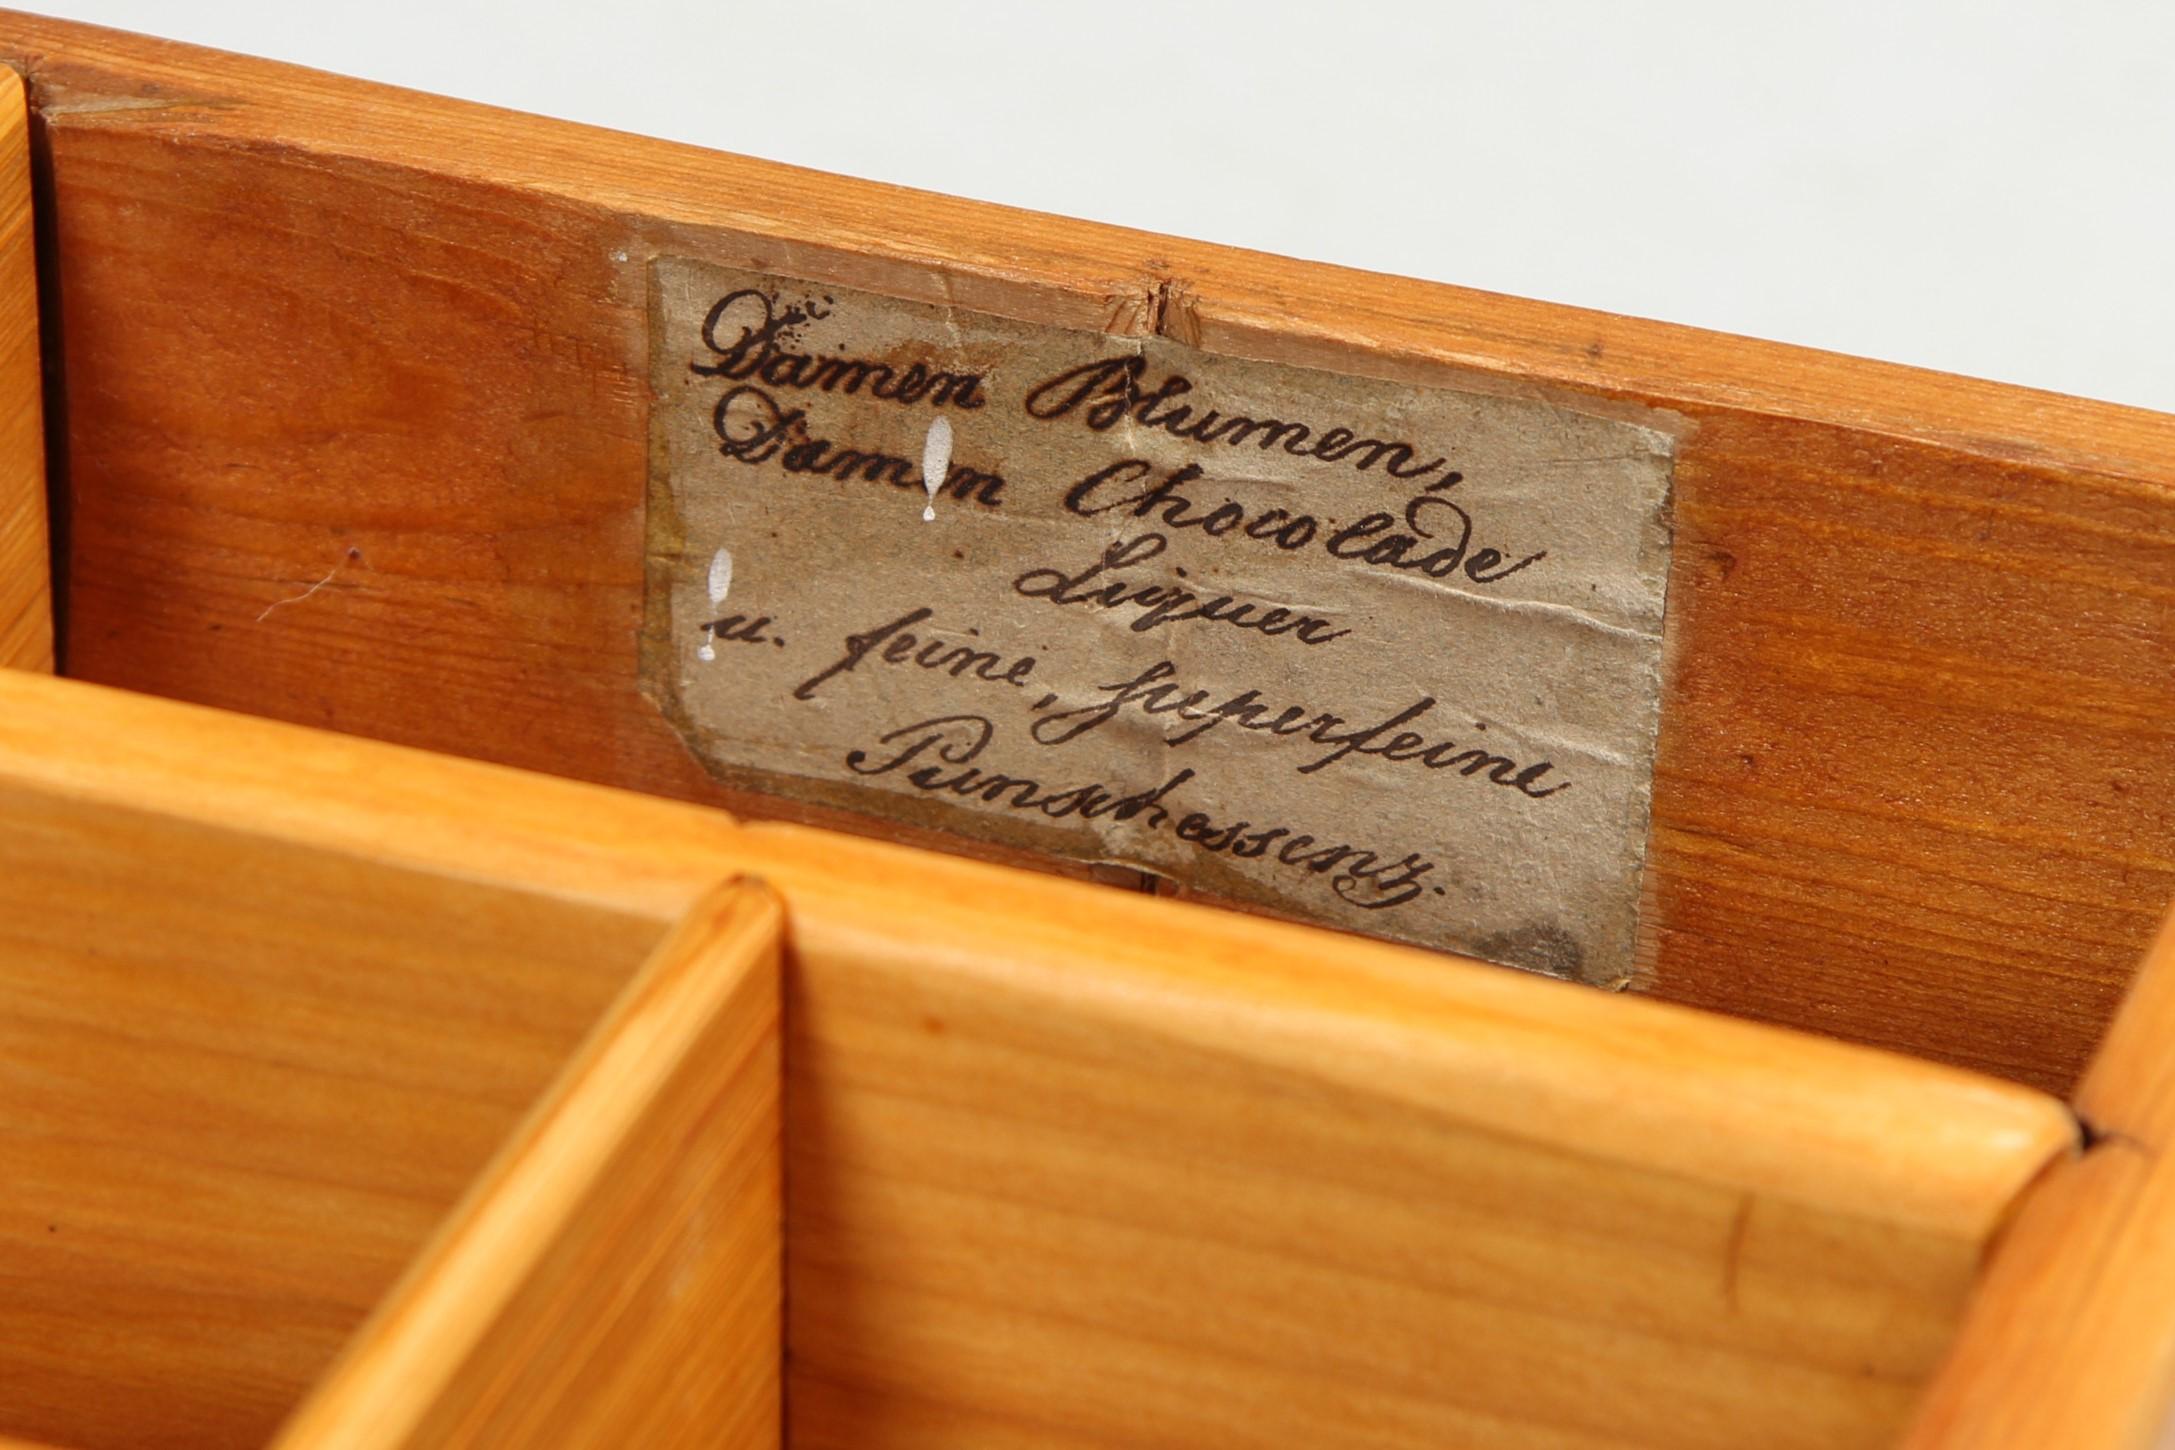 Damen Blumen,
Damen Chocolade
Liquer
u. feine, superfeine
Punschessenz.